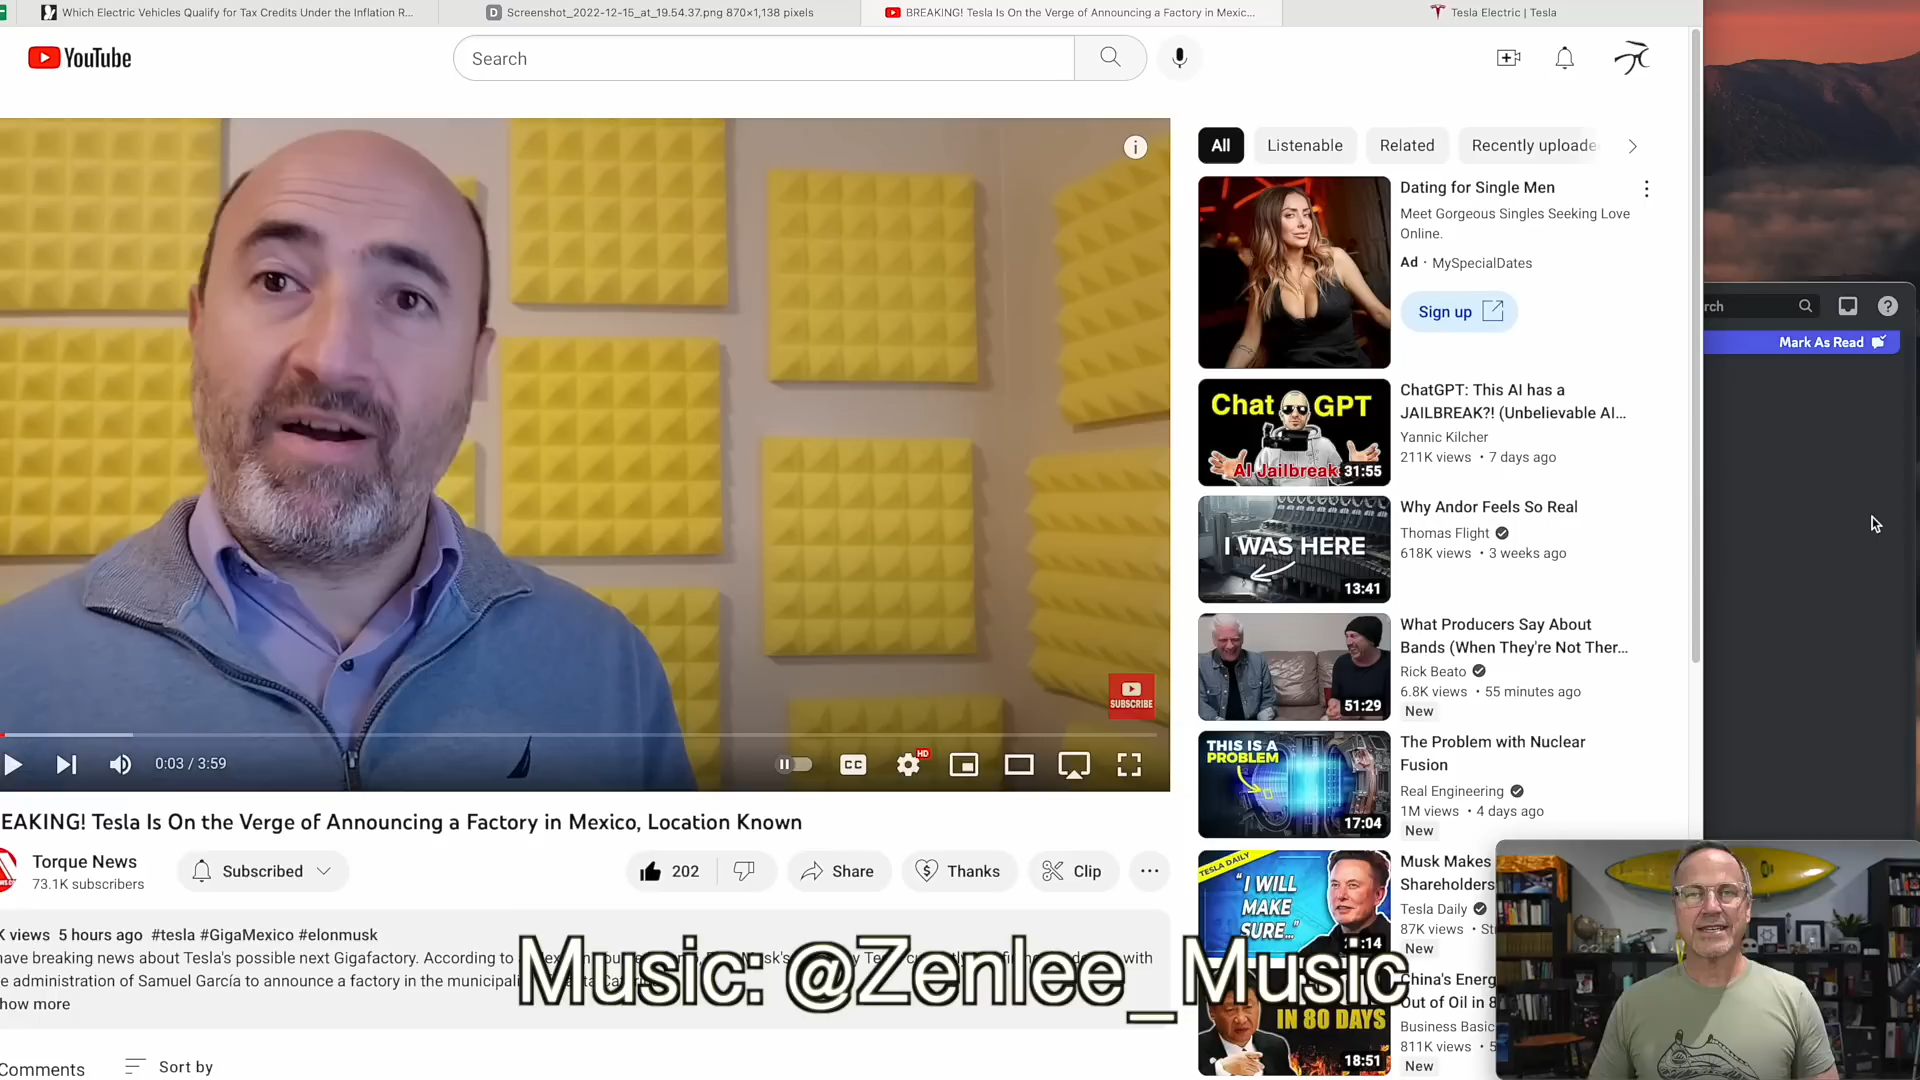 Which Electric Vehicles Qualify for Tax Credits Under the Inflation R...
Screenshot_2022-12-15_at_19.54.37.png 870×1,138 pixels
BREAKING! Tesla Is On the Verge of Announcing a Factory in Mexic...
Tesla Electric | Tesla
YouTube
Search
All
Listenable
Related
Recently uploade
Dating for Single Men
Meet Gorgeous Singles Seeking Love
Online.
Ad · MySpecialDates
Sign up
rch
Mark As Read
Chat GPT
AI Jailbreak
31:55
ChatGPT: This AI has a
JAILBREAK?! (Unbelievable AI...
Yannic Kilcher
211K views • 7 days ago
I WAS HERE
13:41
Why Andor Feels So Real
Thomas Flight
618K views • 3 weeks ago
51:29
What Producers Say About
Bands (When They're Not Ther...
Rick Beato
6.8K views • 55 minutes ago
New
THIS IS A
PROBLEM
17:04
The Problem with Nuclear
Fusion
Real Engineering
1M views • 4 days ago
New
TESLA DAILY
"I WILL
MAKE
SURE..."
:14
Musk Makes
Shareholders
Tesla Daily
87K views • St
New
IN 80 DAYS
18:51
China's Energ
Out of Oil in 8
Business Basic
811K views • 5
New
SUBSCRIBE
0:03 / 3:59
CC
HD
EAKING! Tesla Is On the Verge of Announcing a Factory in Mexico, Location Known
Torque News
73.1K subscribers
Subscribed
202
Share
Thanks
Clip
K views 5 hours ago #tesla #GigaMexico #elonmusk
have breaking news about Tesla's possible next Gigafactory. According to
e administration of Samuel García to announce a factory in the municipali
how more
Music: @Zenlee_Music
Comments
Sort by